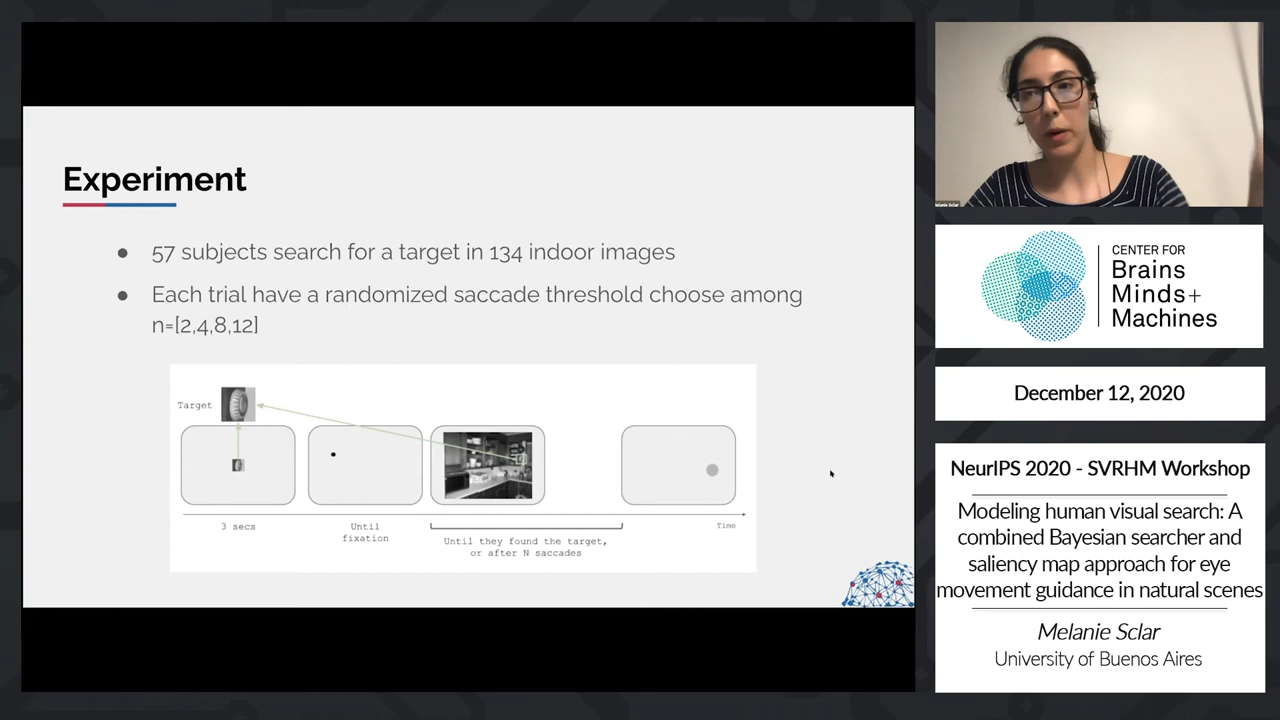 Experiment
● 57 subjects search for a target in 134 indoor images
● Each trial have a randomized saccade threshold choose among
n=[2,4,8,12]
Target
3 secs
Until
fixation
Until they found the target,
or after N saccades
Time
Melanie Sclar
CENTER FOR
Brains
Minds+
Machines
December 12, 2020
NeurIPS 2020 - SVRHM Workshop
Modeling human visual search: A
combined Bayesian searcher and
saliency map approach for eye
movement guidance in natural scenes
Melanie Sclar
University of Buenos Aires